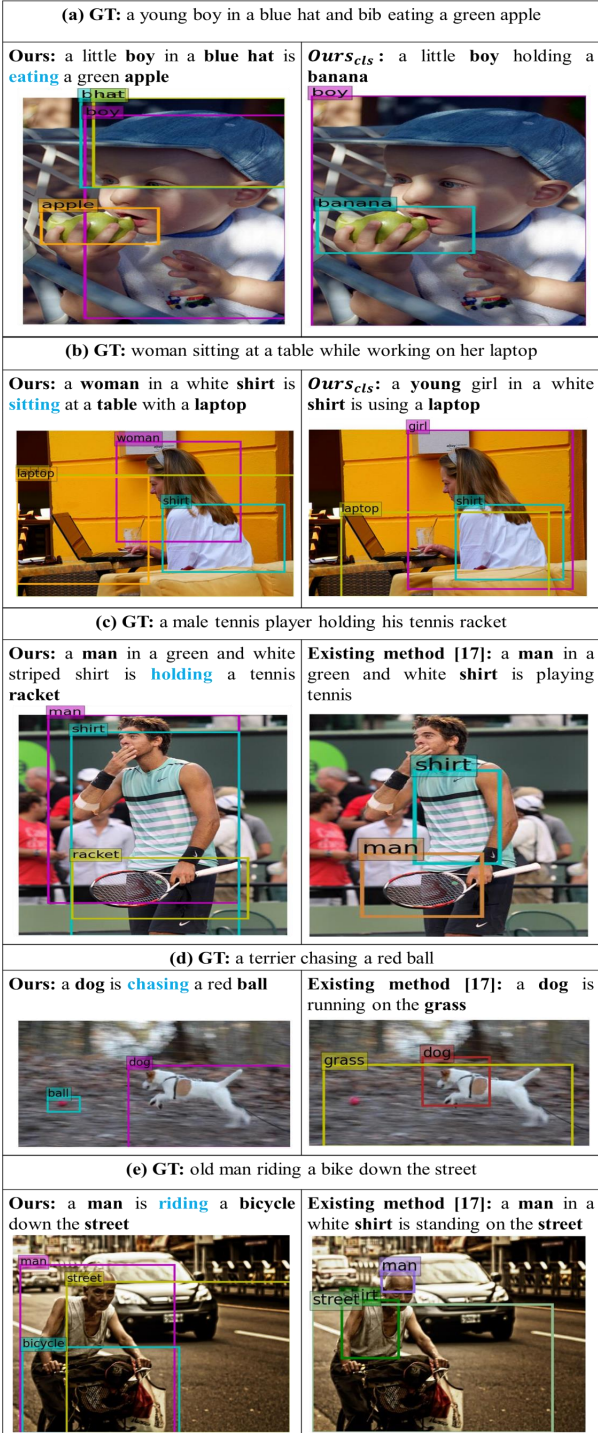 (a) GT: a young boy in a blue hat and bib eating a green apple
Ours: a little boy in a blue hat is
eating a green apple
Ours_cls: a little boy holding a
banana
hat
boy
apple
boy
banana
(b) GT: woman sitting at a table while working on her laptop
Ours: a woman in a white shirt is
sitting at a table with a laptop
Ours_cls: a young girl in a white
shirt is using a laptop
woman
laptop
shirt
girl
laptop
shirt
(c) GT: a male tennis player holding his tennis racket
Ours: a man in a green and white
striped shirt is holding a tennis
racket
Existing method [17]: a man in a
green and white shirt is playing
tennis
man
shirt
racket
shirt
man
(d) GT: a terrier chasing a red ball
Ours: a dog is chasing a red ball
Existing method [17]: a dog is
running on the grass
dog
ball
dog
grass
(e) GT: old man riding a bike down the street
Ours: a man is riding a bicycle
down the street
Existing method [17]: a man in a
white shirt is standing on the street
man
street
bicycle
man
street irt